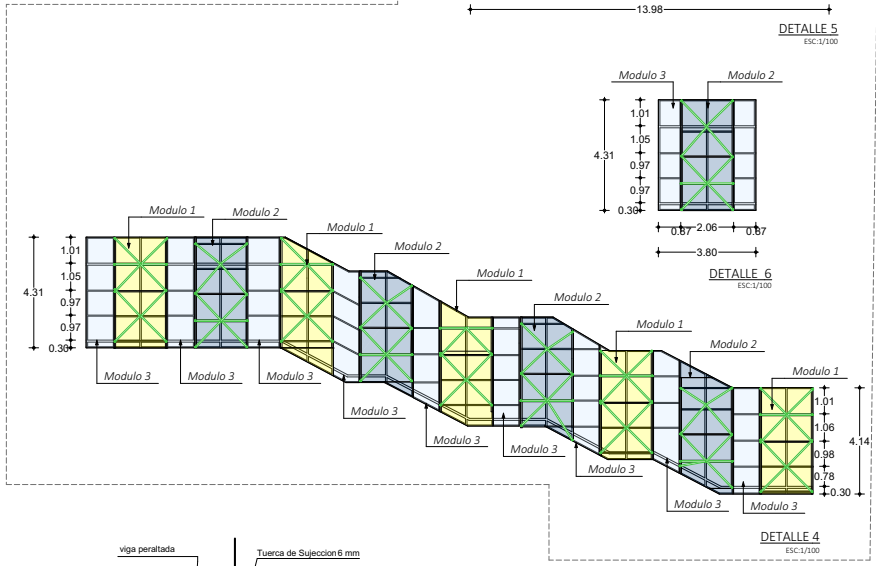 13.98
DETALLE 5
ESC:1/100
Modulo 3
Modulo 2
1.01
1.05
0.97
0.97
0.30
4.31
0.87
2.06
0.87
3.80
DETALLE 6
ESC:1/100
Modulo 1
Modulo 2
Modulo 1
Modulo 2
Modulo 1
Modulo 2
Modulo 1
Modulo 2
Modulo 1
1.01
1.05
0.97
0.97
0.30
4.31
Modulo 3
Modulo 3
Modulo 3
Modulo 3
Modulo 3
Modulo 3
Modulo 3
Modulo 3
Modulo 3
1.01
1.06
0.98
0.78
0.30
4.14
DETALLE 4
ESC:1/100
viga peraltada
Tuerca de Sujeccion 6 mm